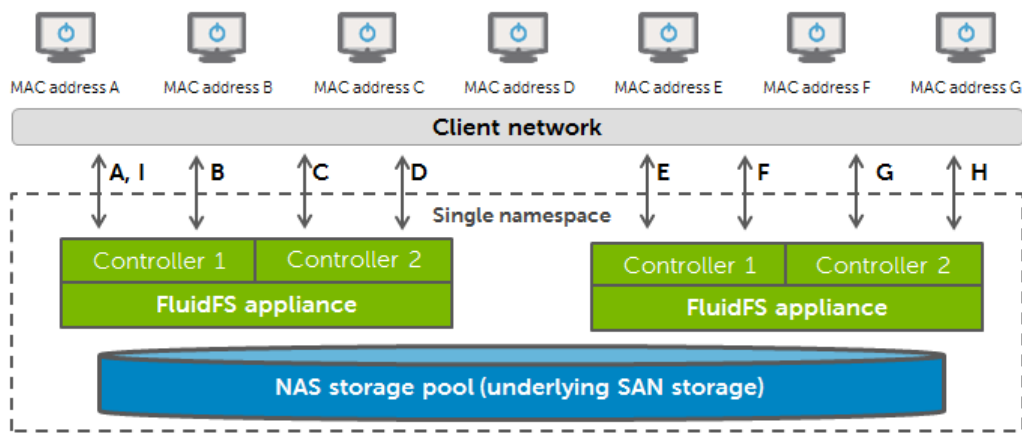 MAC address A MAC address B MAC address C MAC address D MAC address E MAC address F MAC address G
Client network
A, I B C D E F G H
Single namespace
Controller 1 Controller 2 Controller 1 Controller 2
FluidFS appliance FluidFS appliance
NAS storage pool (underlying SAN storage)